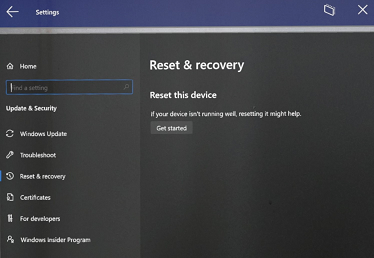 Settings
Home
Find a setting
Update & Security
Windows Update
Troubleshoot
Reset & recovery
Certificates
For developers
Windows Insider Program
Reset & recovery
Reset this device
If your device isn't running well, resetting it might help.
Get started